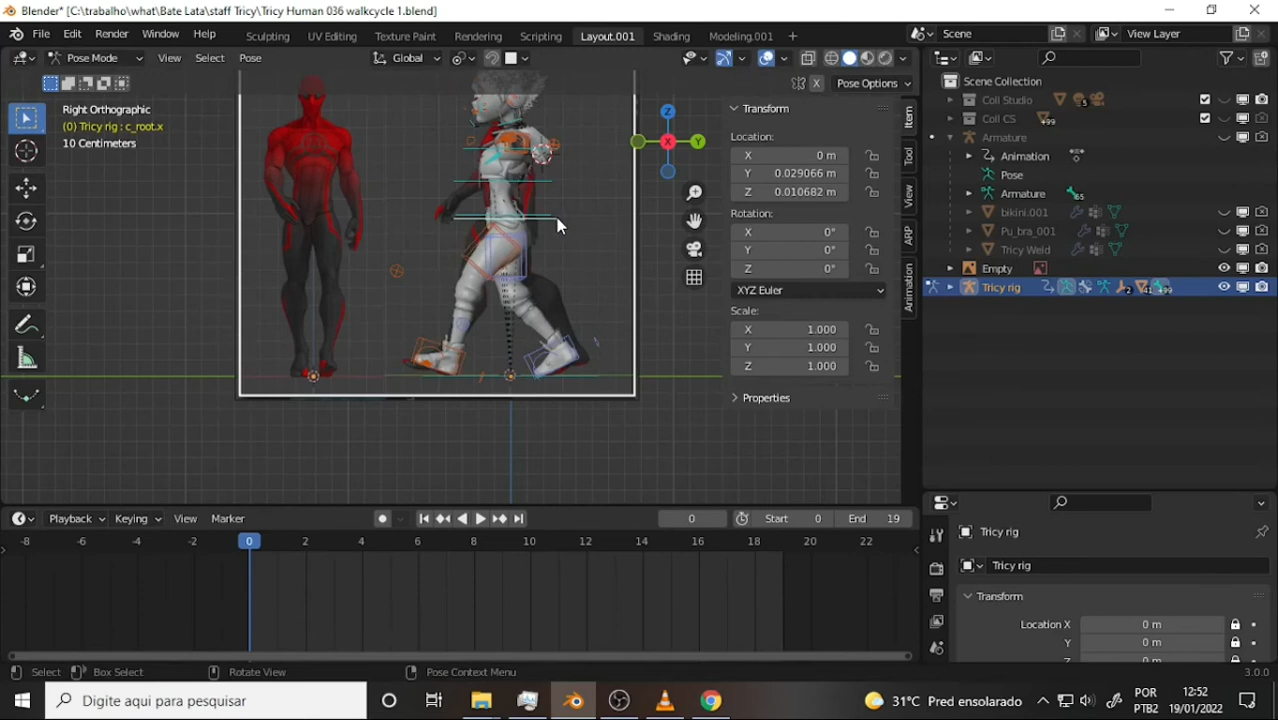 Blender* [C:\trabalho\what\Bate Lata\staff Tricy\Tricy Human 036 walkcycle 1.blend]
File Edit Render Window Help Sculpting UV Editing Texture Paint Rendering Scripting Layout.001 Shading Modeling.001 Scene View Layer
Pose Mode View Select Pose Global
Pose Options
Right Orthographic
(0) Tricy rig : c_root.x
10 Centimeters
Z
X
Y
Transform
Location:
X 0 m
Y 0.029066 m
Z 0.010682 m
Rotation:
X 0°
Y 0°
Z 0°
XYZ Euler
Scale:
X 1.000
Y 1.000
Z 1.000
Properties
Item
Tool
View
ARP
Animation
Scene Collection
Coll Studio 5
Coll CS +99
Armature
Animation
Pose
Armature 65
bikini.001
Pu_bra_001
Tricy Weld
Empty
Tricy rig 2 41 +99
Playback Keying View Marker 0 Start 0 End 19
-8 -6 -4 -2 0 2 4 6 8 10 12 14 16 18 20 22
Tricy rig
Tricy rig
Transform
Location X 0 m
Y 0 m
Z 0 m
Select Box Select Rotate View Pose Context Menu 3.0.0
Digite aqui para pesquisar
31°C Pred ensolarado
POR
PTB2
12:52
19/01/2022